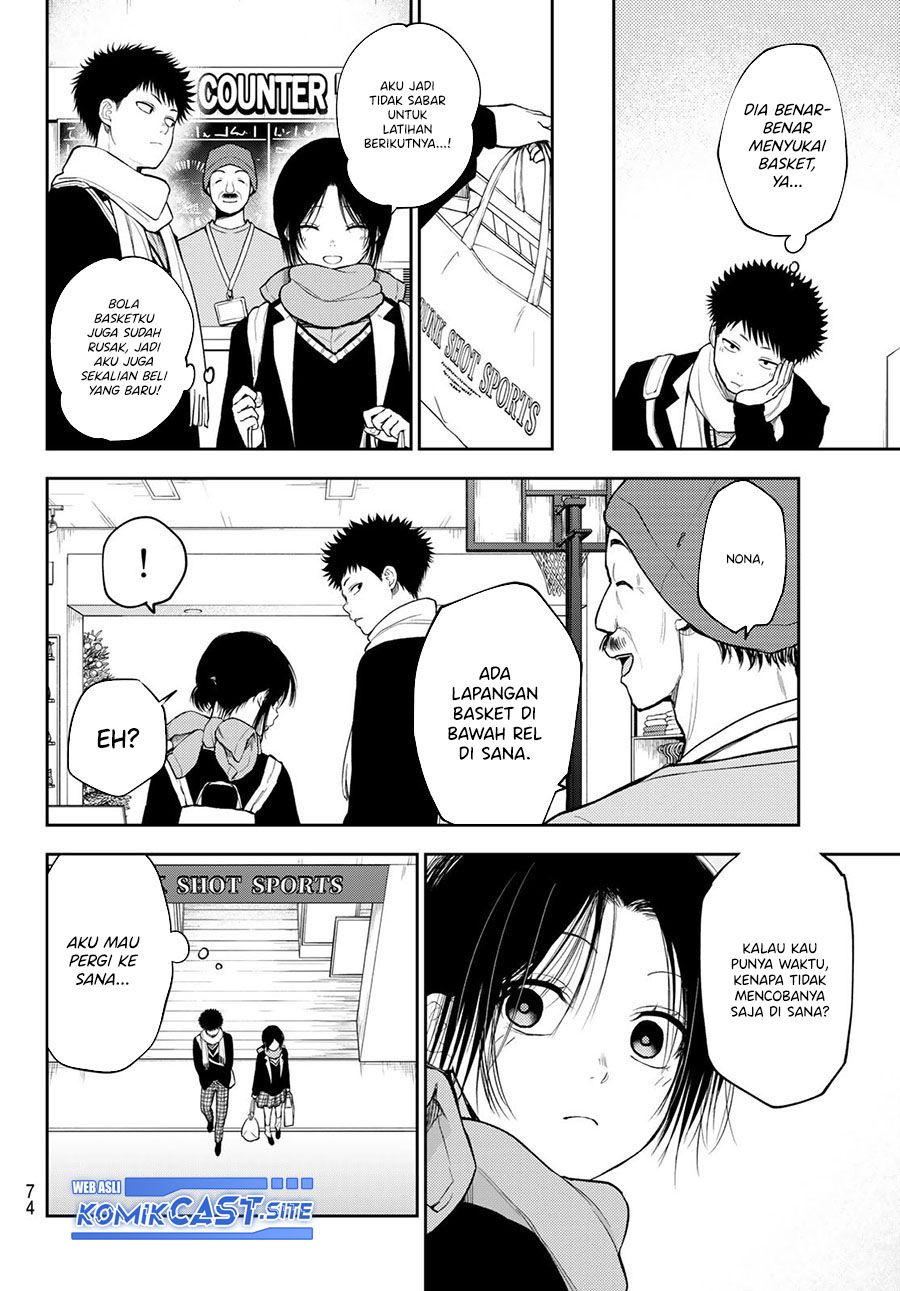 DIA BENAR-
BENAR
MENYUKAI
BASKET,
YA...
UNK SHOT SPORTS
COUNTER
AKU JADI
TIDAK SABAR
UNTUK
LATIHAN
BERIKUTNYA...!
BOLA
BASKETKU
JUGA SUDAH
RUSAK, JADI
AKU JUGA
SEKALIAN BELI
YANG BARU!
NONA,
ADA
LAPANGAN
BASKET DI
BAWAH REL
DI SANA.
!
EH?
KALAU KAU
PUNYA WAKTU,
KENAPA TIDAK
MENCOBANYA
SAJA DI SANA?
K SHOT SPORTS
AKU MAU
PERGI KE
SANA...
74
WEB ASLI
KOMIKCAST.SITE